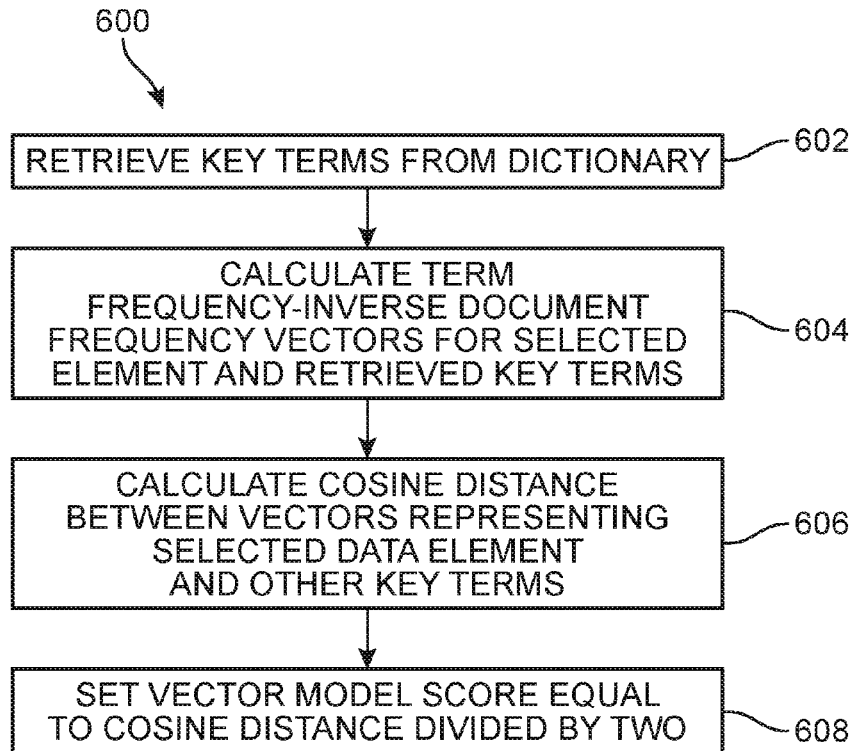 600
RETRIEVE KEY TERMS FROM DICTIONARY
602
CALCULATE TERM
FREQUENCY-INVERSE DOCUMENT
FREQUENCY VECTORS FOR SELECTED
ELEMENT AND RETRIEVED KEY TERMS
604
CALCULATE COSINE DISTANCE
BETWEEN VECTORS REPRESENTING
SELECTED DATA ELEMENT
AND OTHER KEY TERMS
606
SET VECTOR MODEL SCORE EQUAL
TO COSINE DISTANCE DIVIDED BY TWO
608